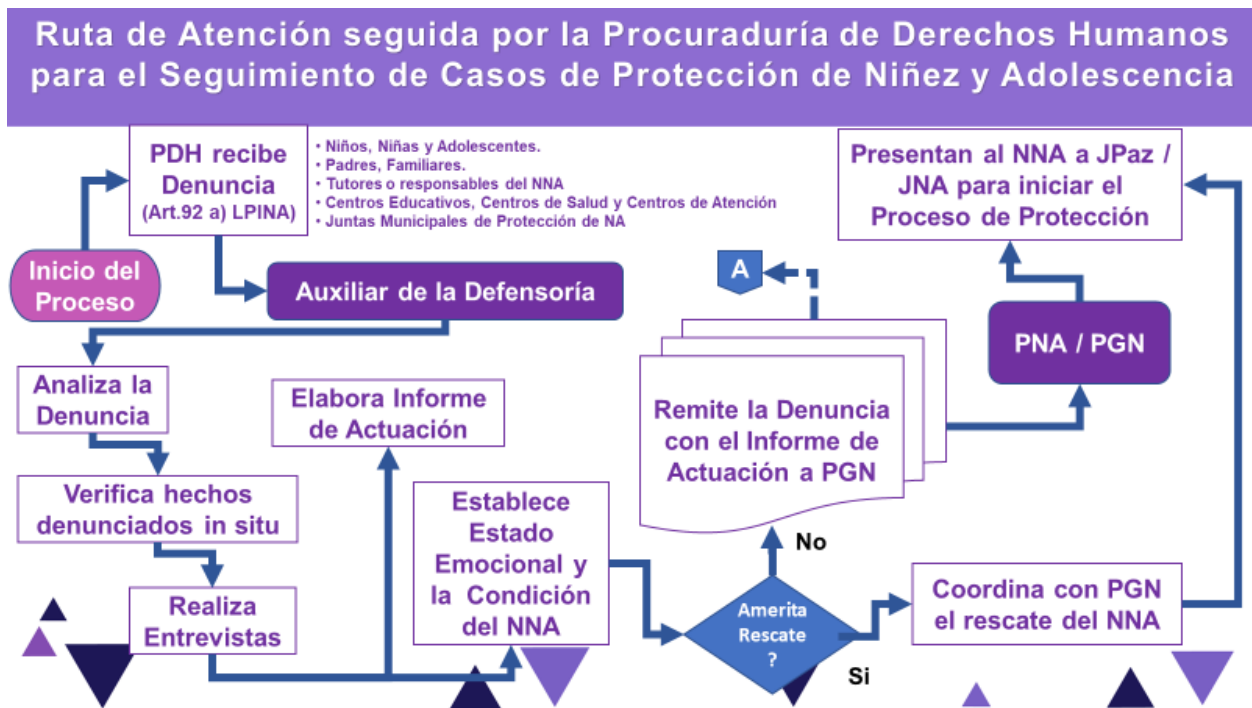 Ruta de Atención seguida por la Procuraduría de Derechos Humanos
para el Seguimiento de Casos de Protección de Niñez y Adolescencia
PDH recibe
Denuncia
(Art.92 a) LPINA)
• Niños, Niñas y Adolescentes.
• Padres, Familiares.
• Tutores o responsables del NNA
• Centros Educativos, Centros de Salud y Centros de Atención
• Juntas Municipales de Protección de NA
Inicio del
Proceso
Auxiliar de la Defensoría
Analiza la
Denuncia
Verifica hechos
denunciados in situ
Realiza
Entrevistas
Elabora Informe
de Actuación
Establece
Estado
Emocional y
la Condición
del NNA
Amerita
Rescate
?
No
Si
Remite la Denuncia
con el Informe de
Actuación a PGN
A
PNA / PGN
Presentan al NNA a JPaz /
JNA para iniciar el
Proceso de Protección
Coordina con PGN
el rescate del NNA